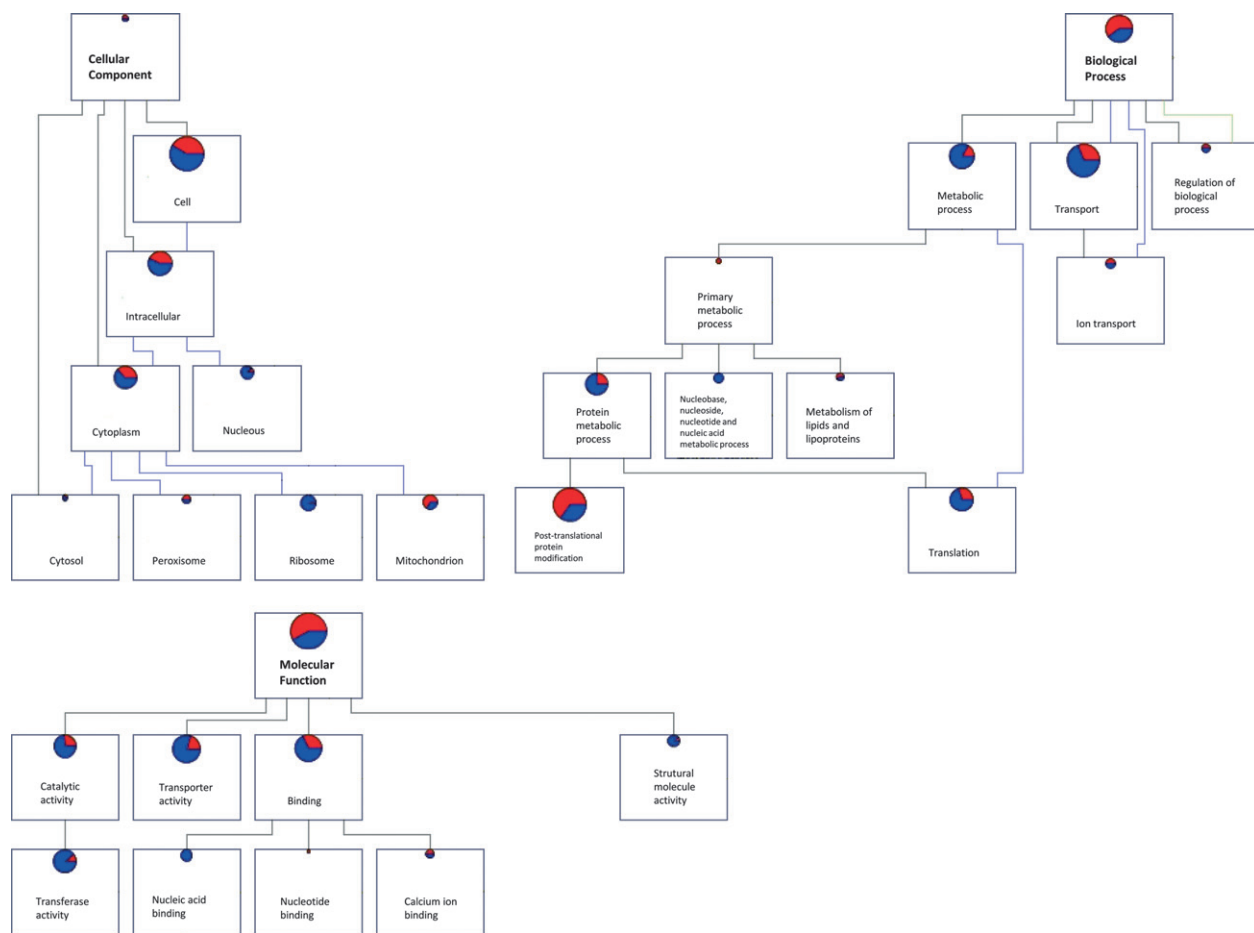 Cellular
Component
Cell
Intracellular
Cytoplasm
Nucleous
Cytosol
Peroxisome
Ribosome
Mitochondrion
Biological
Process
Metabolic
process
Transport
Regulation of
biological
process
Primary
metabolic
process
Ion transport
Protein
metabolic
process
Nucleobase,
nucleoside,
nucleotide and
nucleic acid
metabolic process
Metabolism of
lipids and
lipoproteins
Post-translational
protein
modification
Translation
Molecular
Function
Catalytic
activity
Transporter
activity
Binding
Strutural
molecule
activity
Transferase
activity
Nucleic acid
binding
Nucleotide
binding
Calcium ion
binding